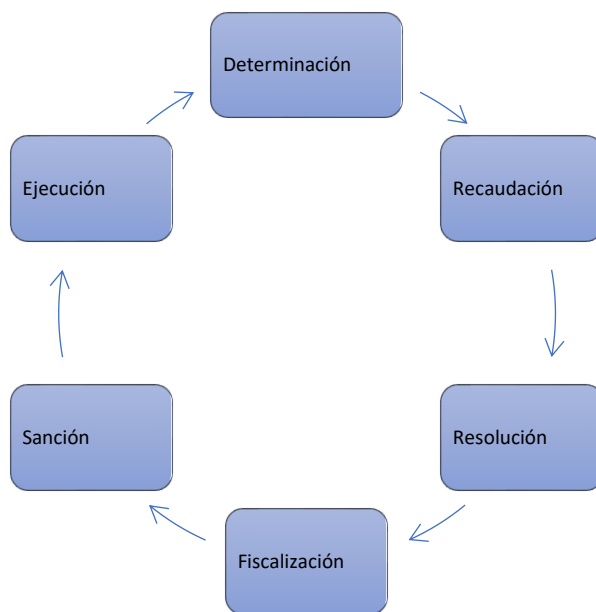 Determinación
Recaudación
Resolución
Fiscalización
Sanción
Ejecución